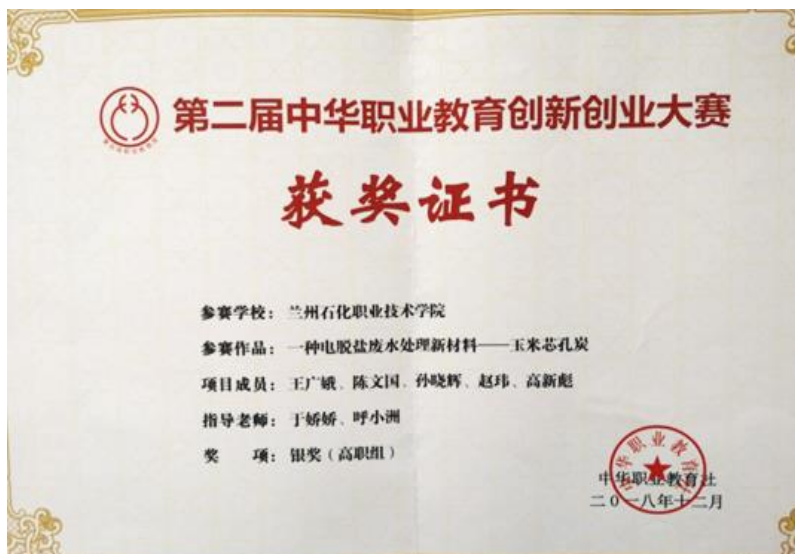 第二届中华职业教育创新创业大赛
获奖证书
参赛学校：兰州石化职业技术学院
参赛作品：一种电脱盐废水处理新材料——玉米芯孔炭
项目成员：王广娥、陈文国、孙晓辉、赵玮、高新彪
指导老师：于娇娇、呼小洲
奖 项：银奖（高职组）
中华职业教育社
二〇一八年十二月